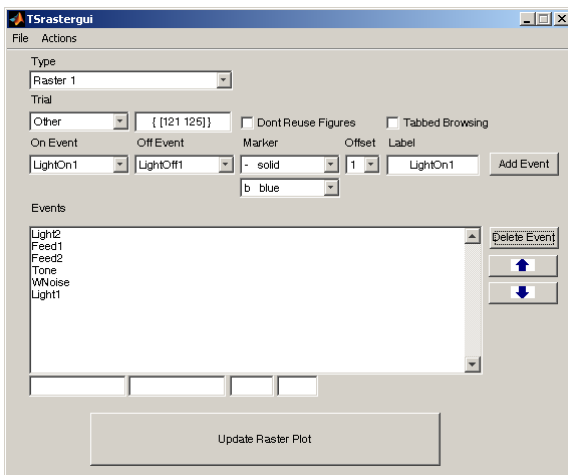 TSrastergui
File Actions
Type
Raster 1
Trial
Other { [121 125] } Dont Reuse Figures Tabbed Browsing
On Event Off Event Marker Offset Label
LightOn1 LightOff1 - solid 1 LightOn1 Add Event
b blue
Events
Light2
Feed1
Feed2
Tone
WNoise
Light1
Delete Event
Update Raster Plot